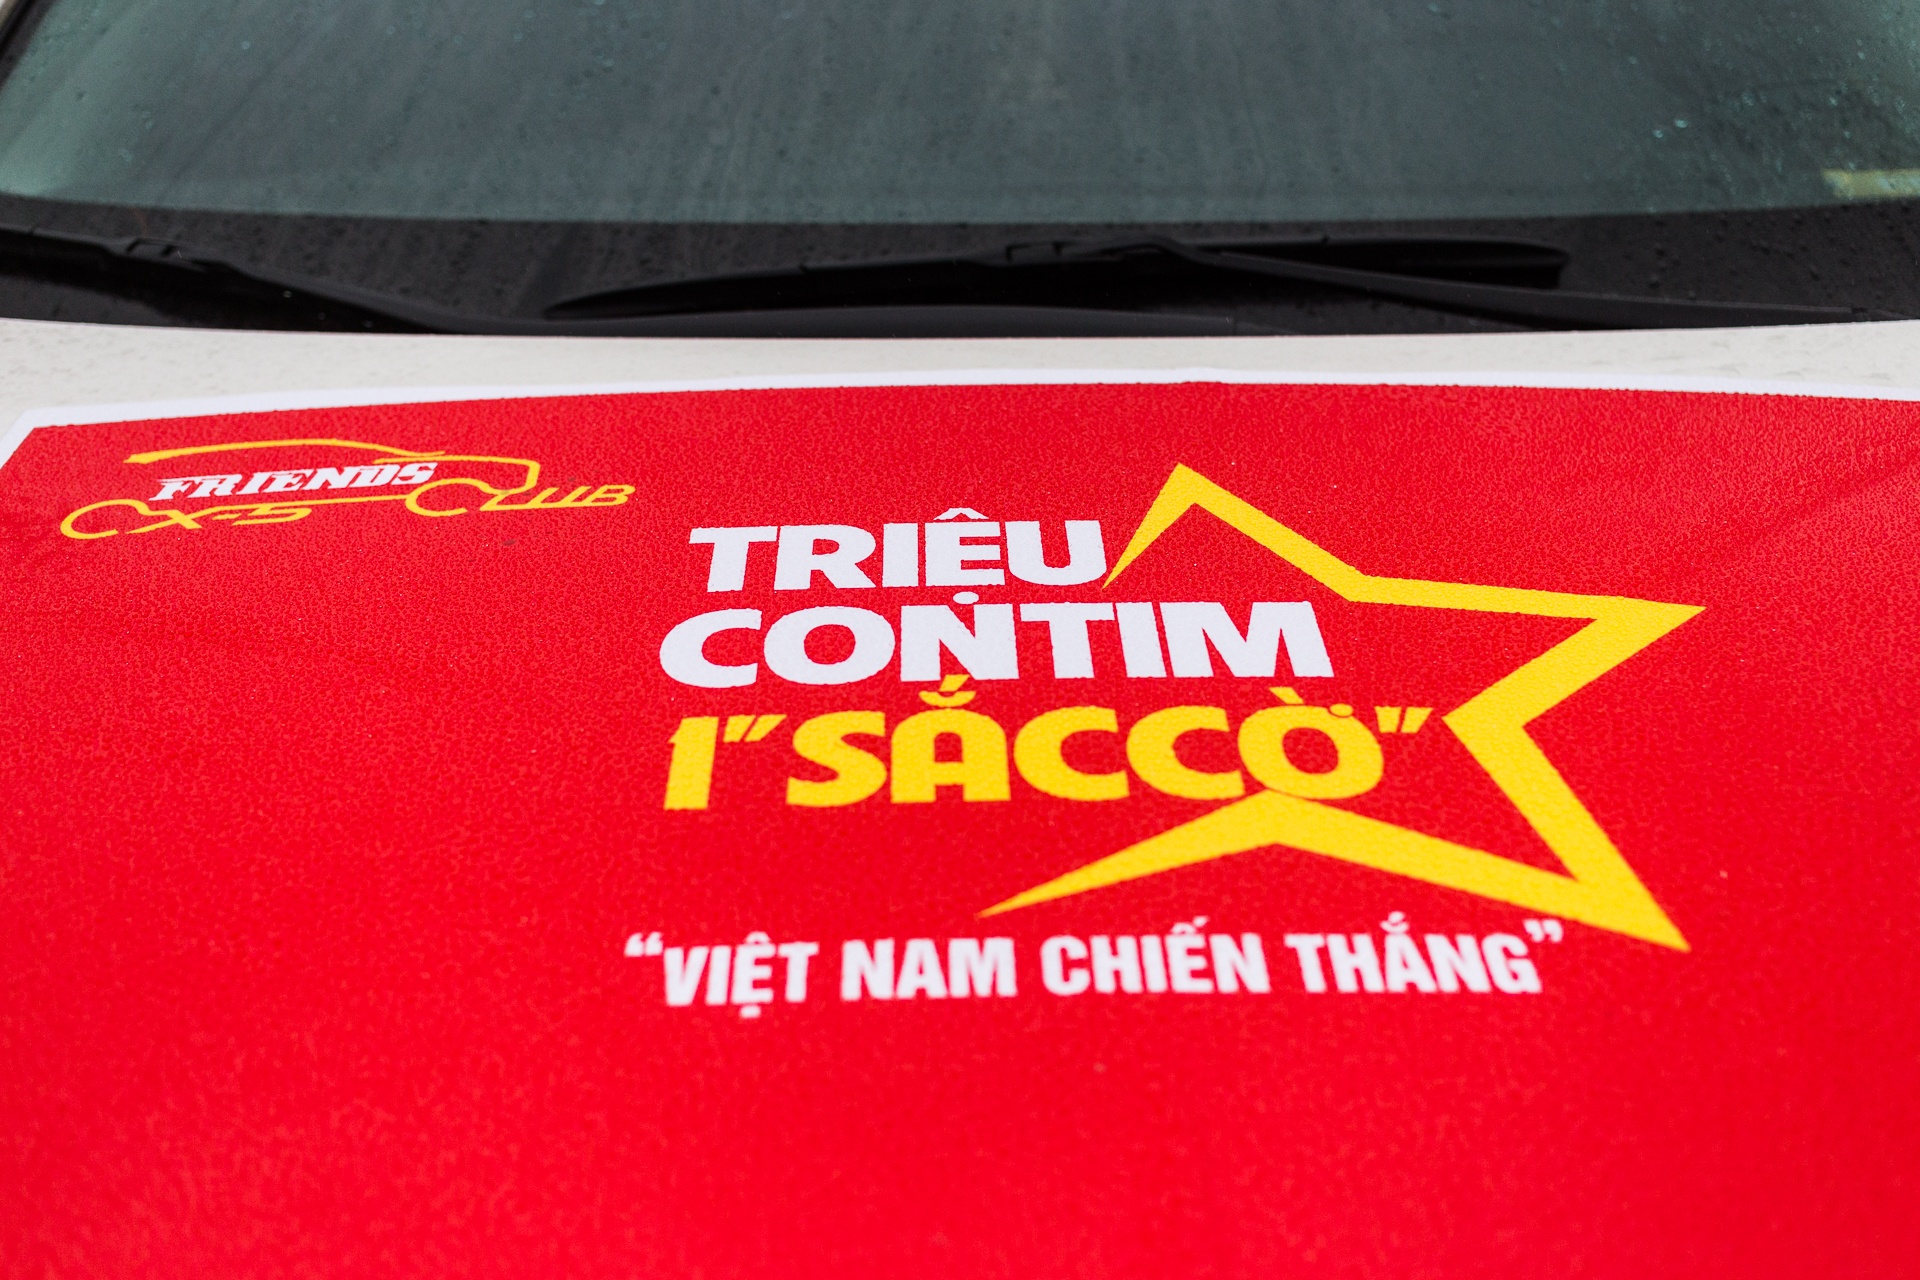 FRIENDS
CX-5 CLUB
TRIỆU
CONTIM
1"SẮCCỜ"
“VIỆT NAM CHIẾN THẮNG”